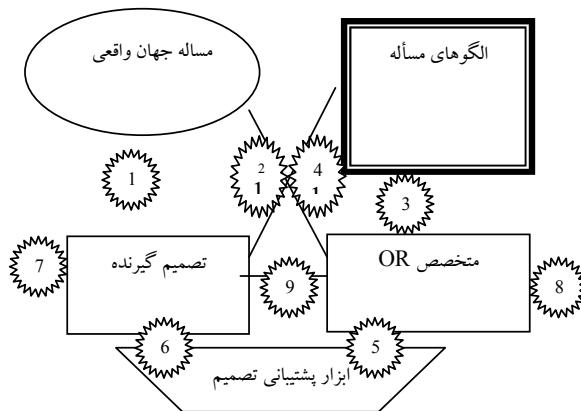 مساله جهان واقعی
الگوهای مسأله
1
2
1
4
1
3
7
تصمیم گیرنده
9
متخصص OR
8
6
5
ابزار پشتیبانی تصمیم